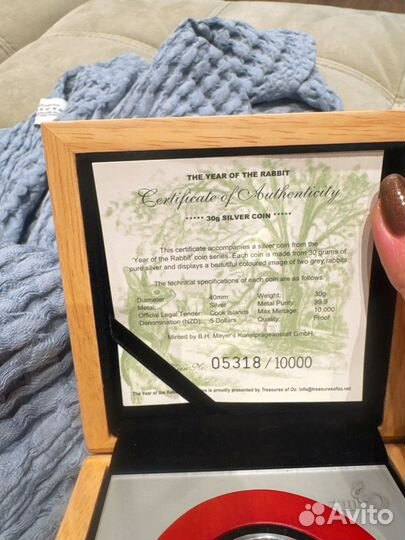 THE YEAR OF THE RABBIT
Certificate of Authenticity
***** 30g SILVER COIN *****
This certificate accompanies a silver coin from the
'Year of the Rabbit' coin series. Each coin is made from 30 grams of
pure silver and displays a beautiful coloured image of two grey rabbits.
The technical specifications of each coin are as follows:
Diameter: 40mm Weight: 30g
Metal: Silver Metal Purity: 99.9
Official Legal Tender: Cook Islands Max Mintage: 10,000
Denomination (NZD): 5 Dollars Quality: Proof
Minted by B.H. Mayer's Kunstprägeanstalt GmbH.
No: 05318 / 10000
The Year of the Rabbit series is proudly presented by Treasures of Oz: info@treasuresofoz.net
Avito